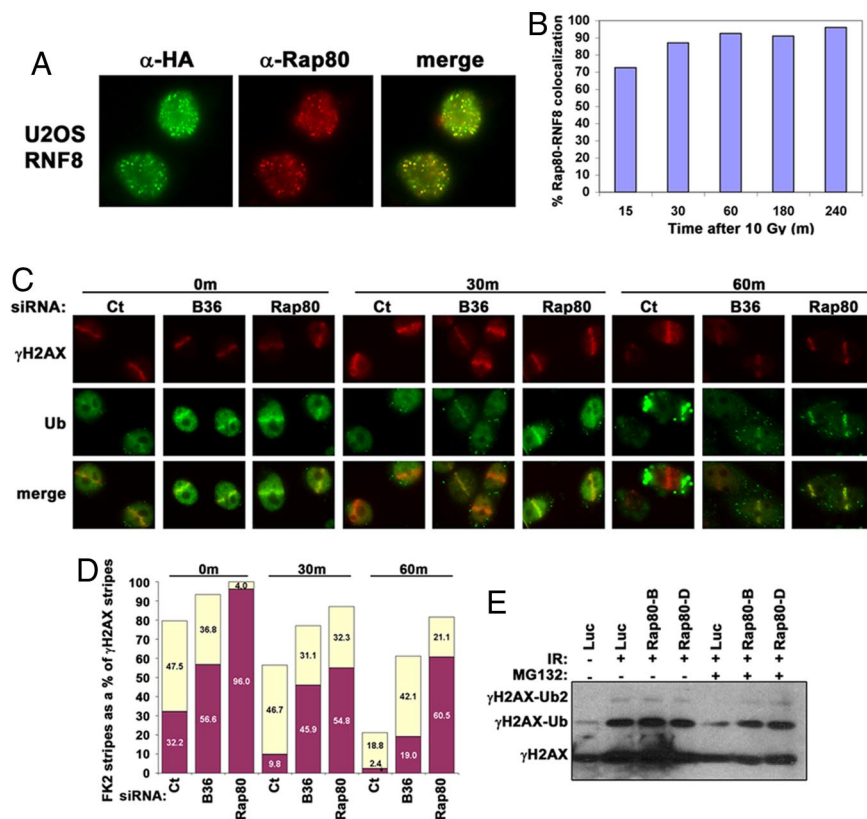 A
α-HA α-Rap80 merge
U2OS
RNF8
B
% Rap80-RNF8 colocalization
100
90
80
70
60
50
40
30
20
10
0
15 30 60 180 240
Time after 10 Gy (m)
C
0m 30m 60m
siRNA: Ct B36 Rap80 Ct B36 Rap80 Ct B36 Rap80
γH2AX
Ub
merge
D
FK2 stripes as a % of γH2AX stripes
0m 30m 60m
100
90
80
70
60
50
40
30
20
10
0
47.5 36.8 4.0 46.7 31.1 32.3 18.8 42.1 21.1
32.2 56.6 96.0 9.8 45.9 54.8 2.4 19.0 60.5
siRNA: Ct B36 Rap80 Ct B36 Rap80 Ct B36 Rap80
E
Luc Luc Rap80-B Rap80-D Luc Rap80-B Rap80-D
IR: - + + + + + +
MG132: - - - - + + +
γH2AX-Ub2
γH2AX-Ub
γH2AX